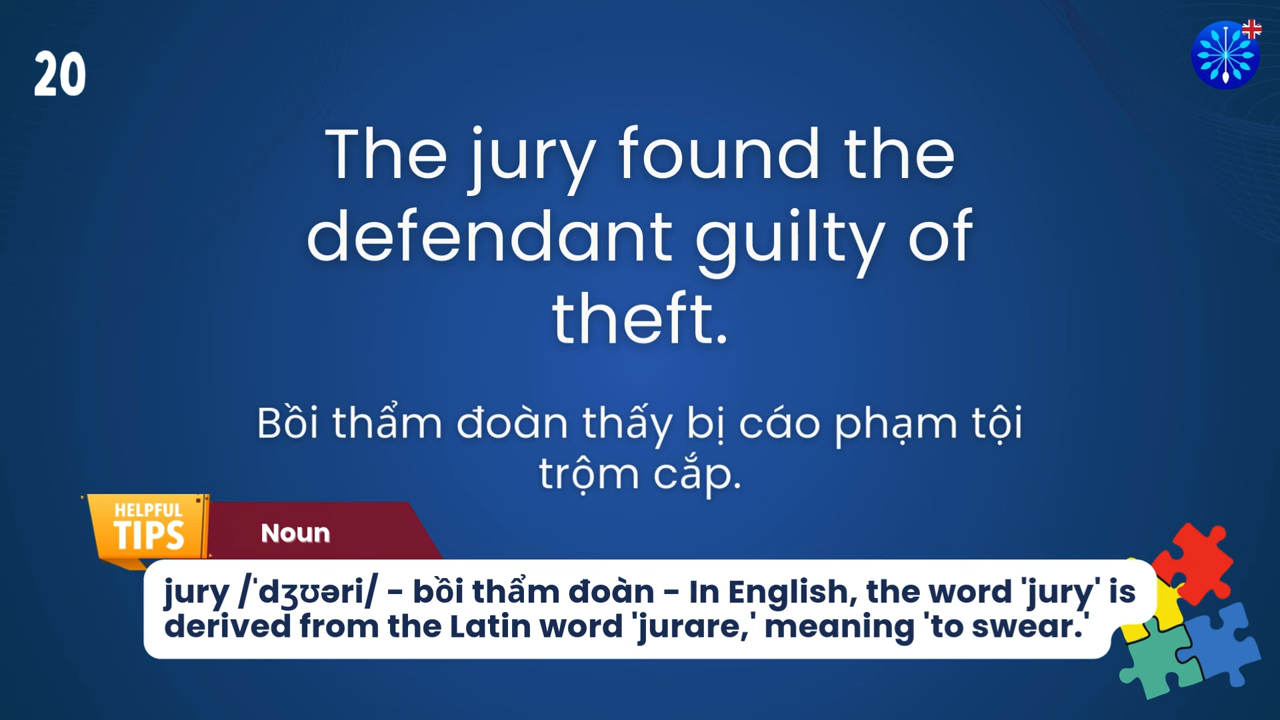 20
The jury found the
defendant guilty of
theft.
Bồi thẩm đoàn thấy bị cáo phạm tội
trộm cắp.
HELPFUL
TIPS
Noun
jury /ˈdʒʊəri/ - bồi thẩm đoàn - In English, the word 'jury' is
derived from the Latin word 'jurare,' meaning 'to swear.'